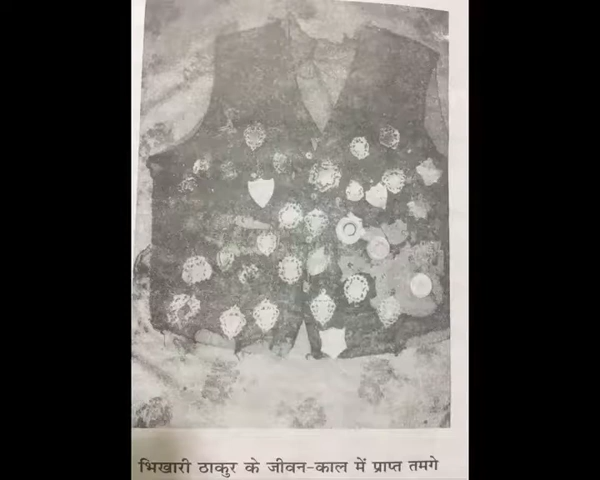 भिखारी ठाकुर के जीवन-काल में प्राप्त तमगे